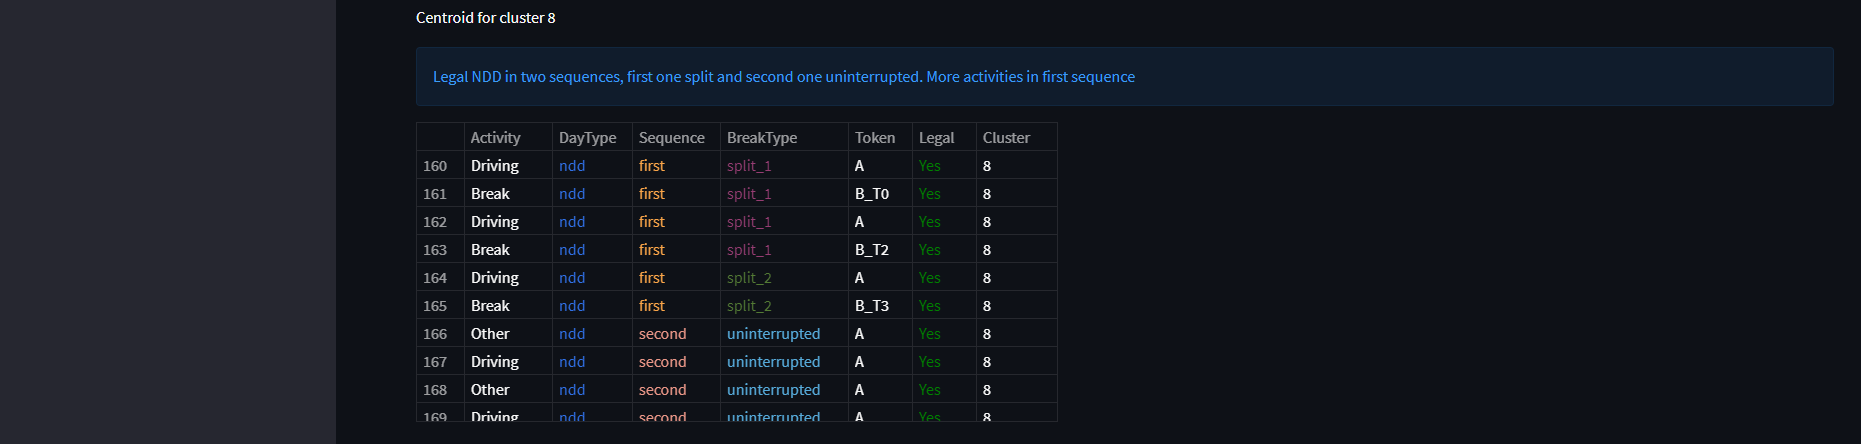 Centroid for cluster 8
Legal NDD in two sequences, first one split and second one uninterrupted. More activities in first sequence
Activity DayType Sequence BreakType Token Legal Cluster
160 Driving ndd first split_1 A Yes 8
161 Break ndd first split_1 B_T0 Yes 8
162 Driving ndd first split_1 A Yes 8
163 Break ndd first split_1 B_T2 Yes 8
164 Driving ndd first split_2 A Yes 8
165 Break ndd first split_2 B_T3 Yes 8
166 Other ndd second uninterrupted A Yes 8
167 Driving ndd second uninterrupted A Yes 8
168 Other ndd second uninterrupted A Yes 8
169 Driving ndd second uninterrupted A Yes 8